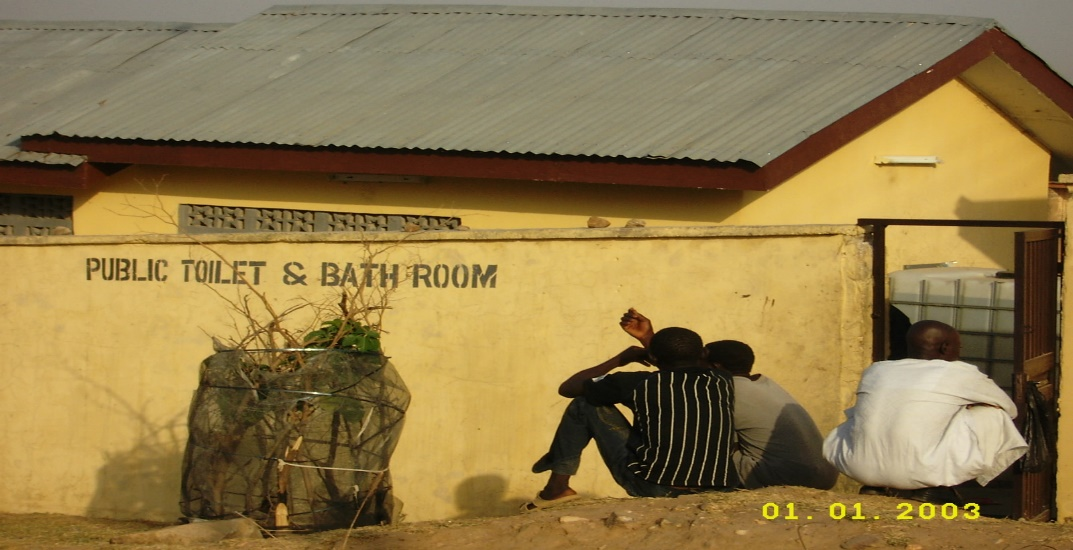 PUBLIC TOILET & BATH ROOM
01. 01. 2003